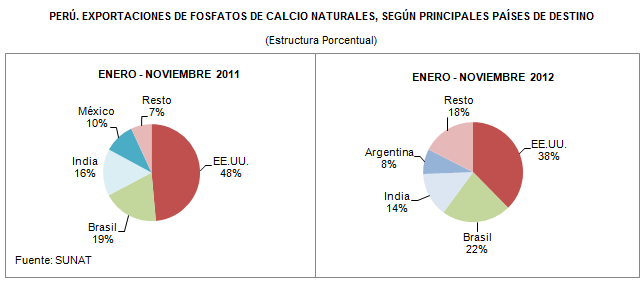 PERÚ. EXPORTACIONES DE FOSFATOS DE CALCIO NATURALES, SEGÚN PRINCIPALES PAÍSES DE DESTINO
(Estructura Porcentual)
ENERO - NOVIEMBRE 2011
Resto
7%
México
10%
EE.UU.
48%
India
16%
Brasil
19%
Fuente: SUNAT
ENERO - NOVIEMBRE 2012
Resto
18%
EE.UU.
38%
Argentina
8%
India
14%
Brasil
22%